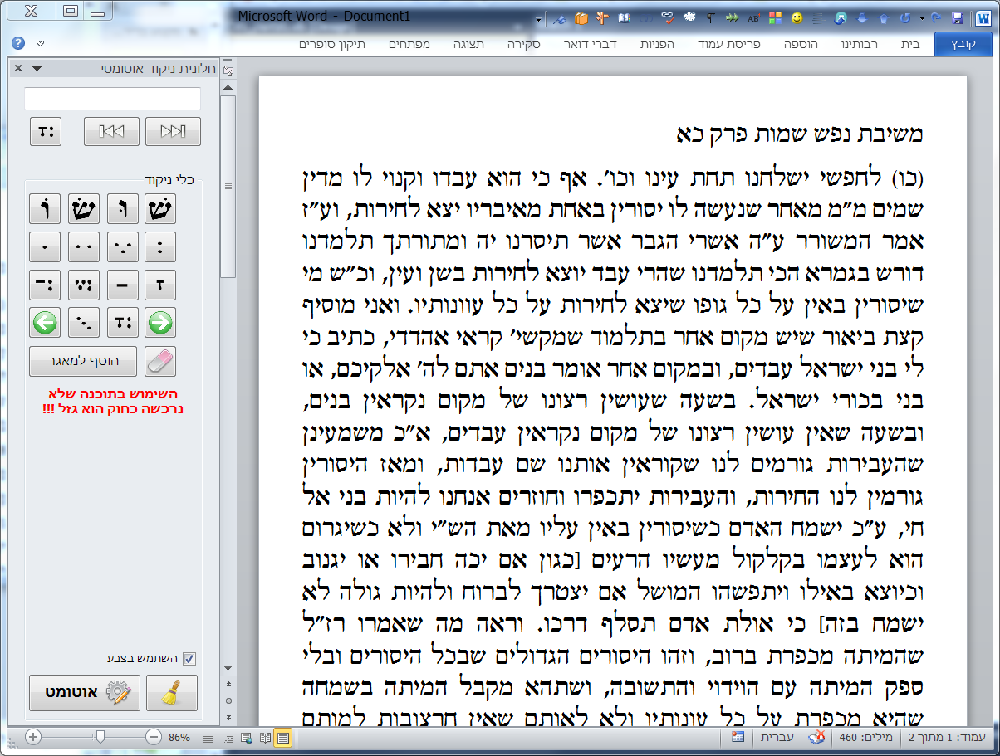 Microsoft Word - Document1
קובץ
בית
רבותינו
הוספה
פריסת עמוד
הפניות
דברי דואר
סקירה
תצוגה
מפתחים
תיקון סופרים
חלונית ניקוד אוטומטי
כלי ניקוד
הוסף למאגר
השימוש בתוכנה שלא
נרכשה כחוק הוא גזל !!!
השתמש בצבע
אוטומט
משיבת נפש שמות פרק כא
(כו) לחפשי ישלחנו תחת עינו וכו'. אף כי הוא עבדו וקנוי לו מדין
שמים מ"מ מאחר שנעשה לו יסורין באחת מאיבריו יצא לחירות, וע"ז
אמר המשורר ע"ה אשרי הגבר אשר תיסרנו יה ומתורתך תלמדנו
דורש בגמרא הכי תלמדנו שהרי עבד יוצא לחירות בשן ועין, וכ"ש מי
שיסורין באין על כל גופו שיצא לחירות על כל עוונותיו. ואני מוסיף
קצת ביאור שיש מקום אחר בתלמוד שמקשי' קראי אהדדי, כתיב כי
לי בני ישראל עבדים, ובמקום אחר אומר בנים אתם לה' אלקיכם, או
בני בכורי ישראל. בשעה שעושין רצונו של מקום נקראין בנים,
ובשעה שאין עושין רצונו של מקום נקראין עבדים, א"כ משמעינן
שהעבירות גורמים לנו שקוראין אותנו שם עבדות, ומאז היסורין
גורמין לנו החירות, והעבירות יתכפרו וחוזרים אנחנו להיות בני אל
חי, ע"כ ישמח האדם כשיסורין באין עליו מאת הש"י ולא כשיגרום
הוא לעצמו בקלקול מעשיו הרעים [כגון אם יכה חבירו או יגנוב
וכיוצא באילו ויתפשהו המושל אם יצטרך לברוח ולהיות גולה לא
ישמח בזה] כי אולת אדם תסלף דרכו. וראה מה שאמרו רז"ל
שהמיתה מכפרת ברוב, וזהו היסורים הגדולים שבכל היסורים ובלי
ספק המיתה עם הוידוי והתשובה, ושתהא מקבל המיתה בשמחה
שהיא מכפרת על כל עונותיו ולא לאותם שאין חרצובות למותם
עמוד: 1 מתוך 2
מילים: 460
עברית
86%